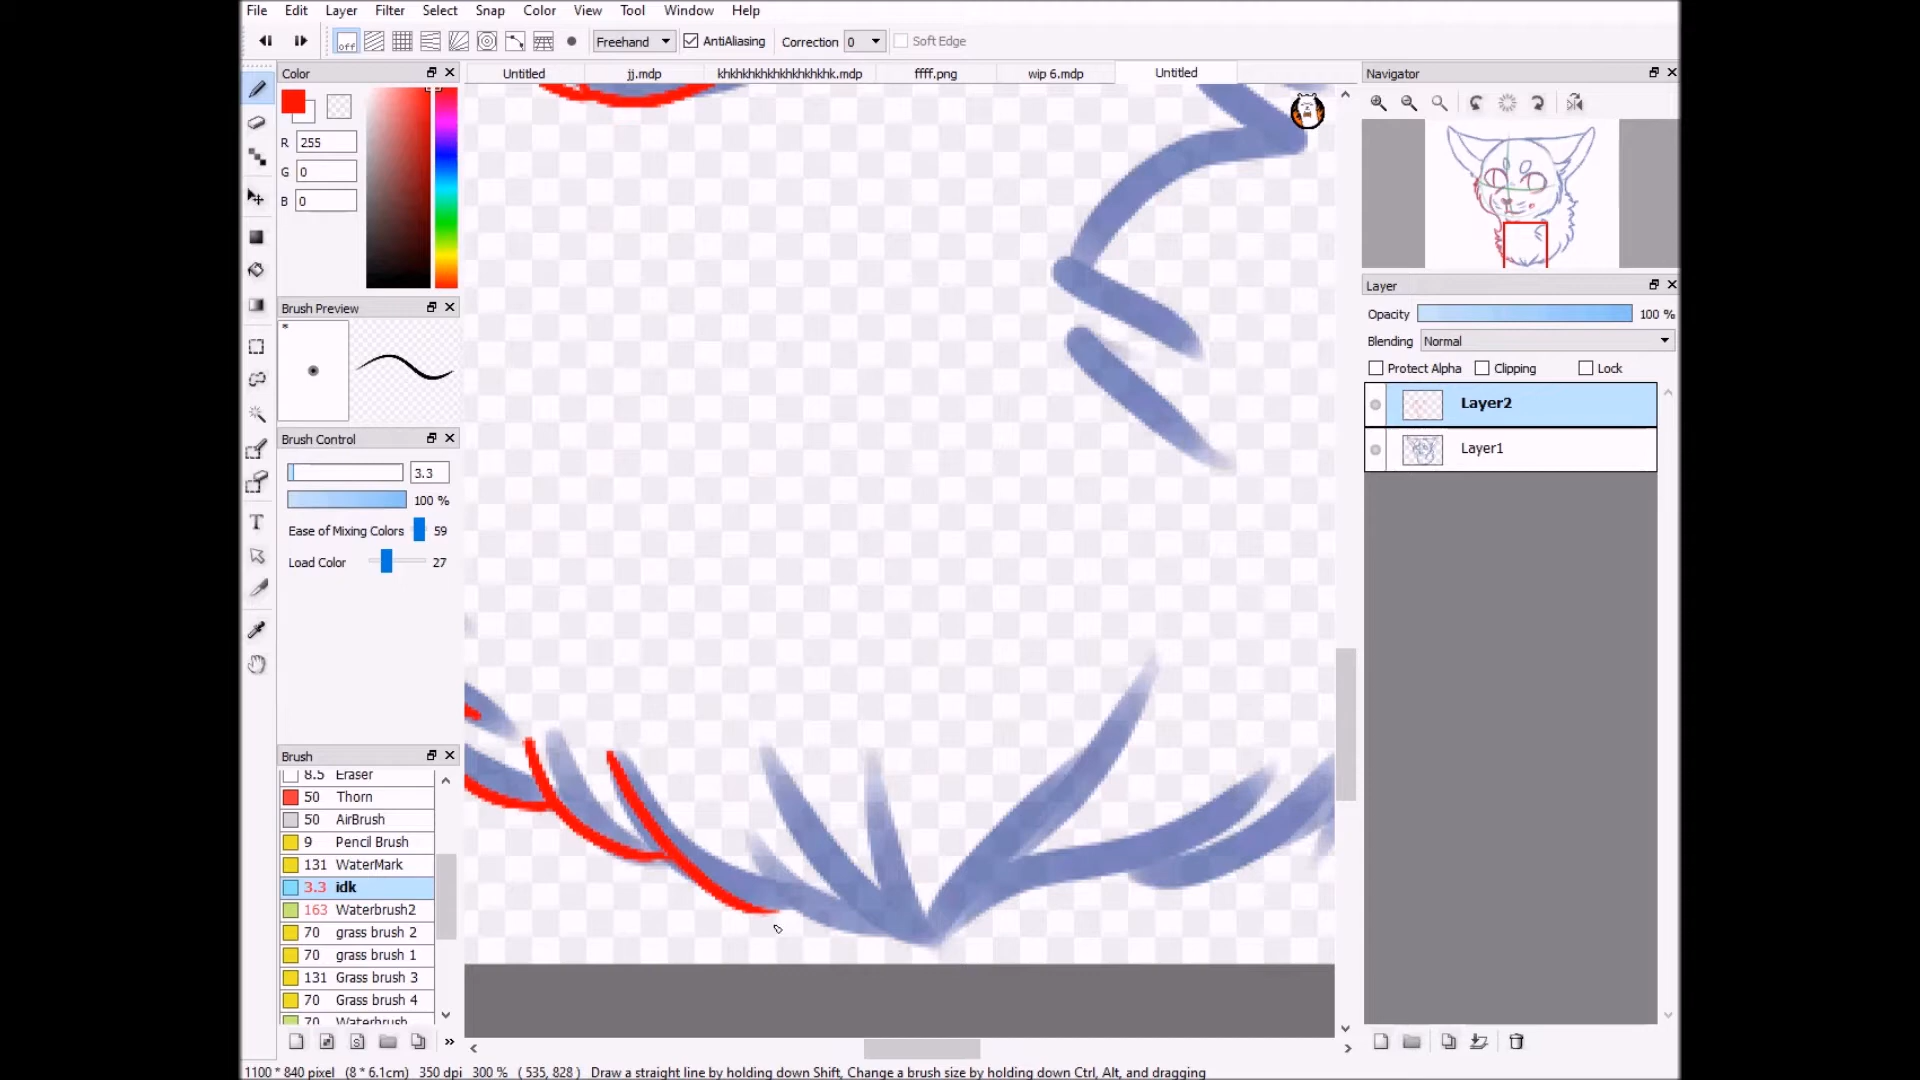 File Edit Layer Filter Select Snap Color View Tool Window Help
off Freehand AntiAliasing Correction 0 Soft Edge
Color
R 255
G 0
B 0
Brush Preview
*
Brush Control
3.3
100 %
Ease of Mixing Colors 59
Load Color 27
Brush
8.5 Eraser
50 Thorn
50 AirBrush
9 Pencil Brush
131 WaterMark
3.3 idk
163 Waterbrush2
70 grass brush 2
70 grass brush 1
131 Grass brush 3
70 Grass brush 4
70 Waterbrush
Untitled jj.mdp khkhkhkhkhkhkhkhk.mdp ffff.png wip 6.mdp Untitled
Navigator
Layer
Opacity 100 %
Blending Normal
Protect Alpha Clipping Lock
Layer2
Layer1
1100 * 840 pixel (8 * 6.1cm) 350 dpi 300 % ( 535, 828 ) Draw a straight line by holding down Shift, Change a brush size by holding down Ctrl, Alt, and dragging